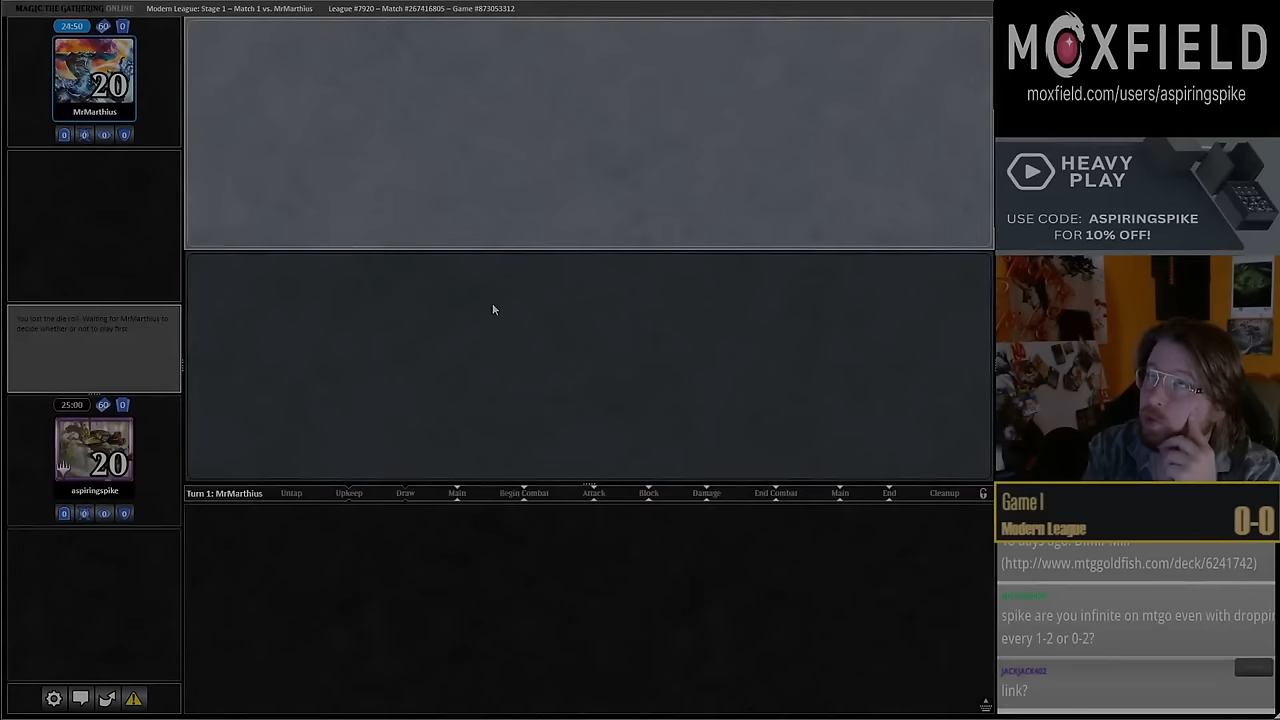 MAGIC THE GATHERING ONLINE
Modern League: Stage 1 – Match 1 vs. MrMarthius
League #7920 – Match #267416805 – Game #873053312
24:50
60
0
20
MrMarthius
0 0 0 0
You lost the die roll. Waiting for MrMarthius to
decide whether or not to play first.
25:00
60
0
20
aspiringspike
0 0 0 0
Turn 1: MrMarthius
Untap
Upkeep
Draw
Main
Begin Combat
Attack
Block
Damage
End Combat
Main
End
Cleanup
MOXFIELD
moxfield.com/users/aspiringspike
HEAVY
PLAY
USE CODE: ASPIRINGSPIKE
FOR 10% OFF!
Game 1
Modern League
0-0
(http://www.mtggoldfish.com/deck/6241742)
spike are you infinite on mtgo even with droppin
every 1-2 or 0-2?
JACKJACK402
link?